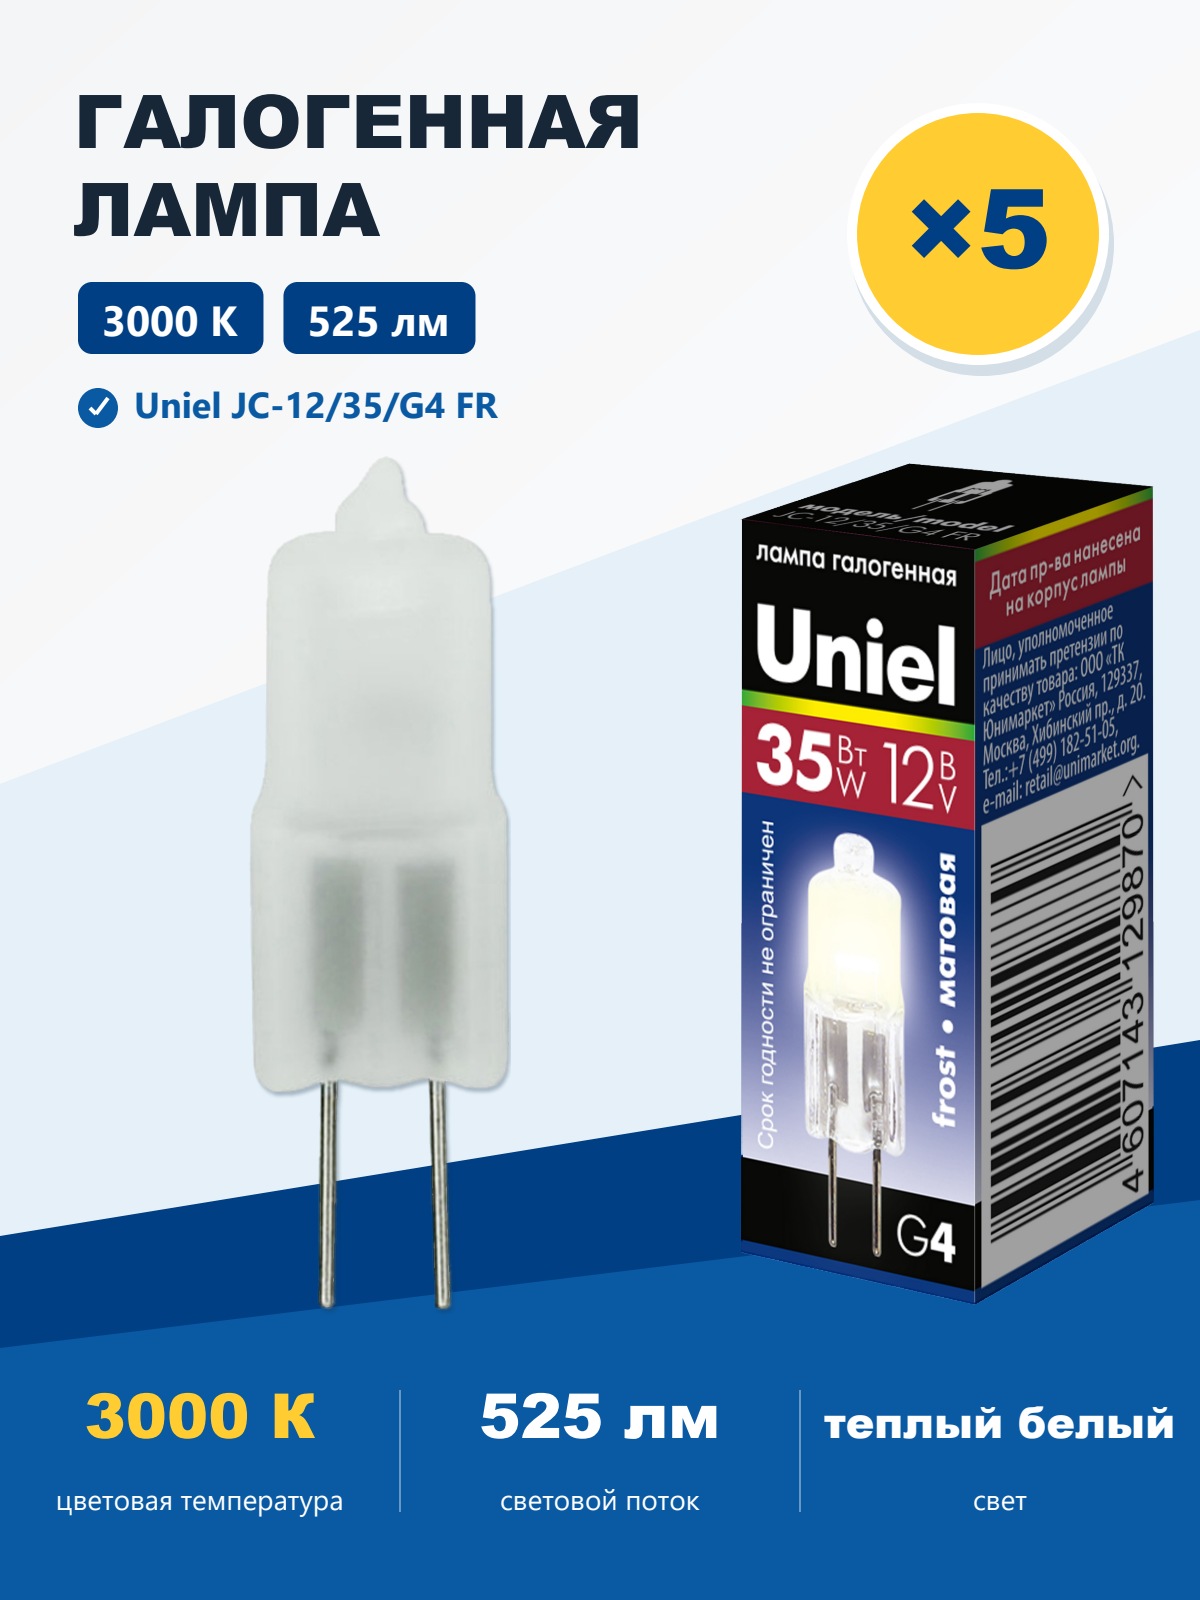 ГАЛОГЕННАЯ
ЛАМПА
3000 К
525 лм
Uniel JC-12/35/G4 FR
×5
модель/model
JC-12/35/G4 FR
лампа галогенная
Uniel
35 Вт W 12 В V
Срок годности не ограничен
frost • матовая
G4
Дата пр-ва нанесена
на корпус лампы
Лицо, уполномоченное
принимать претензии по
качеству товара: ООО «ТК
Юнимаркет» Россия, 129337,
Москва, Хибинский пр., д. 20.
Тел.:+7 (499) 182-51-05,
e-mail: retail@unimarket.org.
4 607143 129870 >
3000 К
цветовая температура
525 лм
световой поток
теплый белый
свет